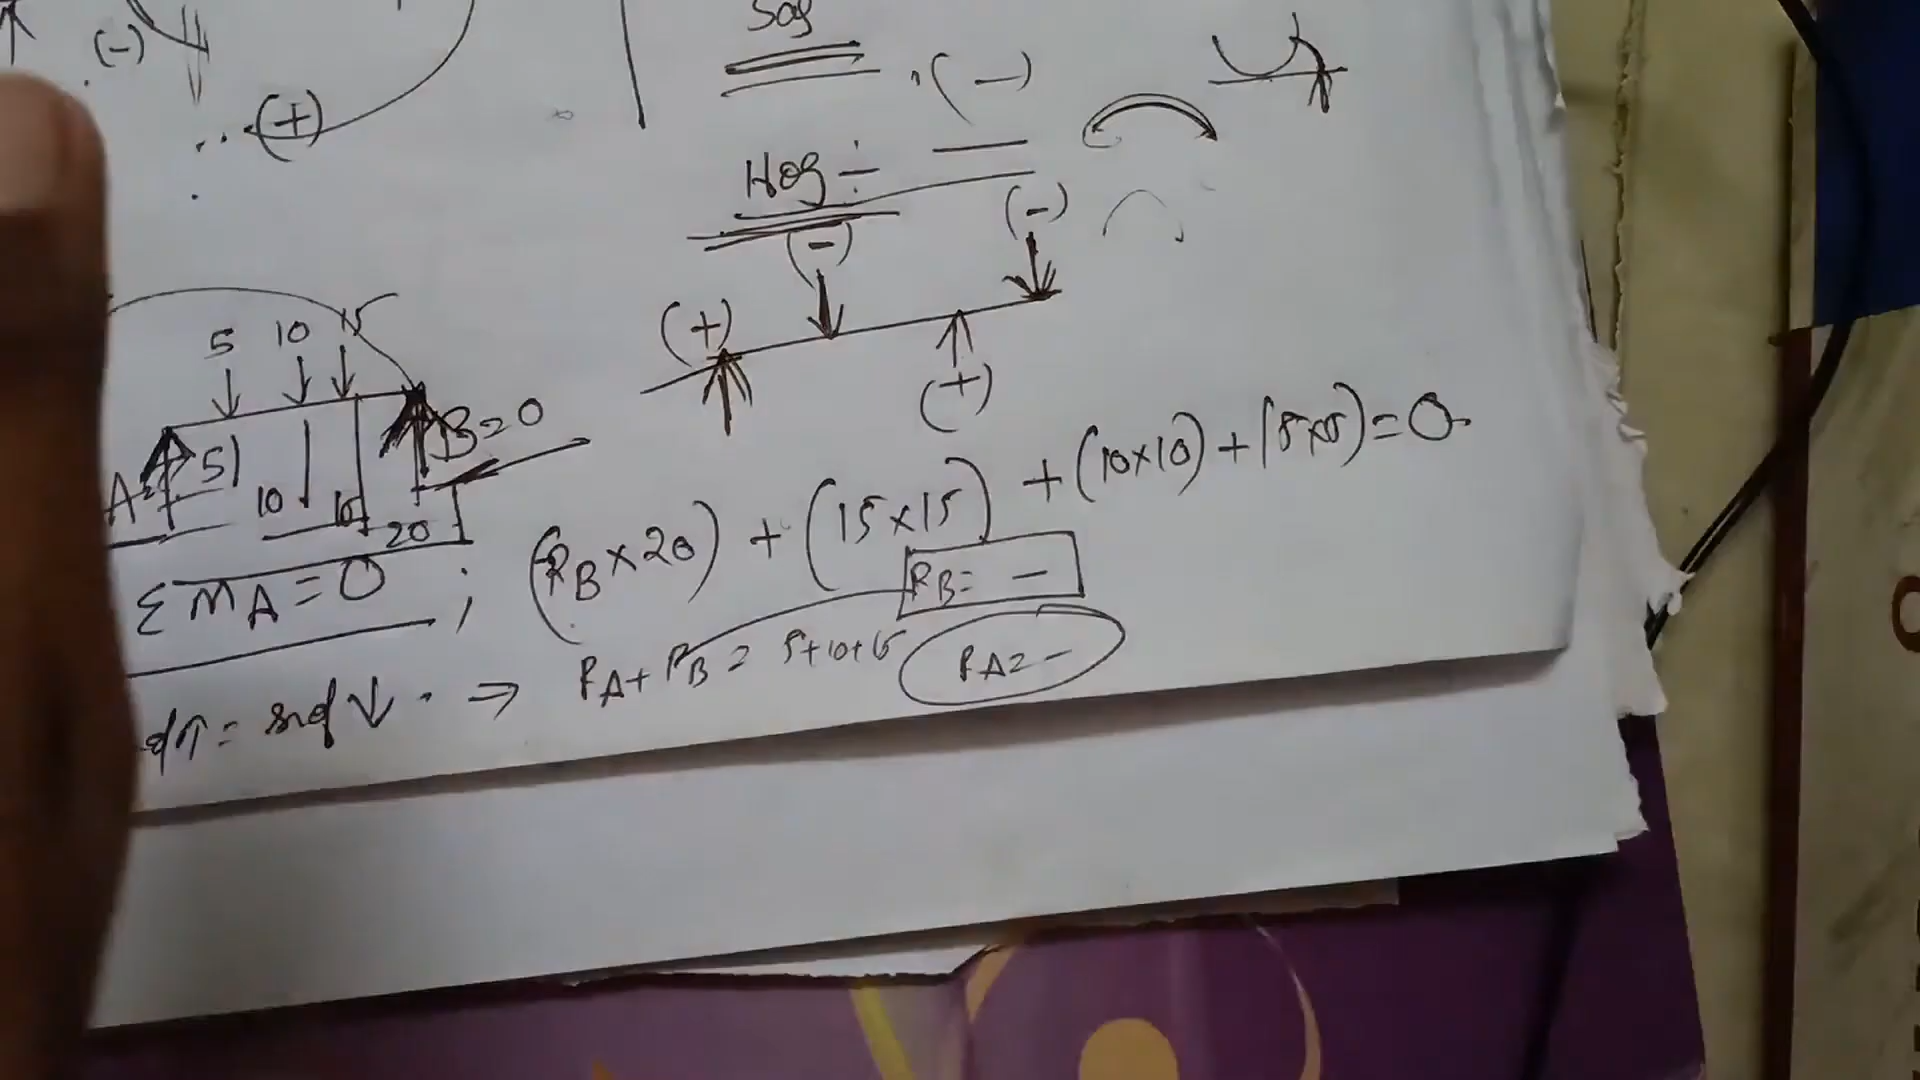 Sag
(-)
(-)
(+)
Hog ÷
(-)
(-)
(+)
(+)
5 10 15
A B=0
5 10 15 20
ΣMA=0 ; (RB×20) + (15×15) + (10×10) + (5×5)=0
RB= -
↑ = ↓ . ⇒ RA+RB = 5+10+15 RA= -